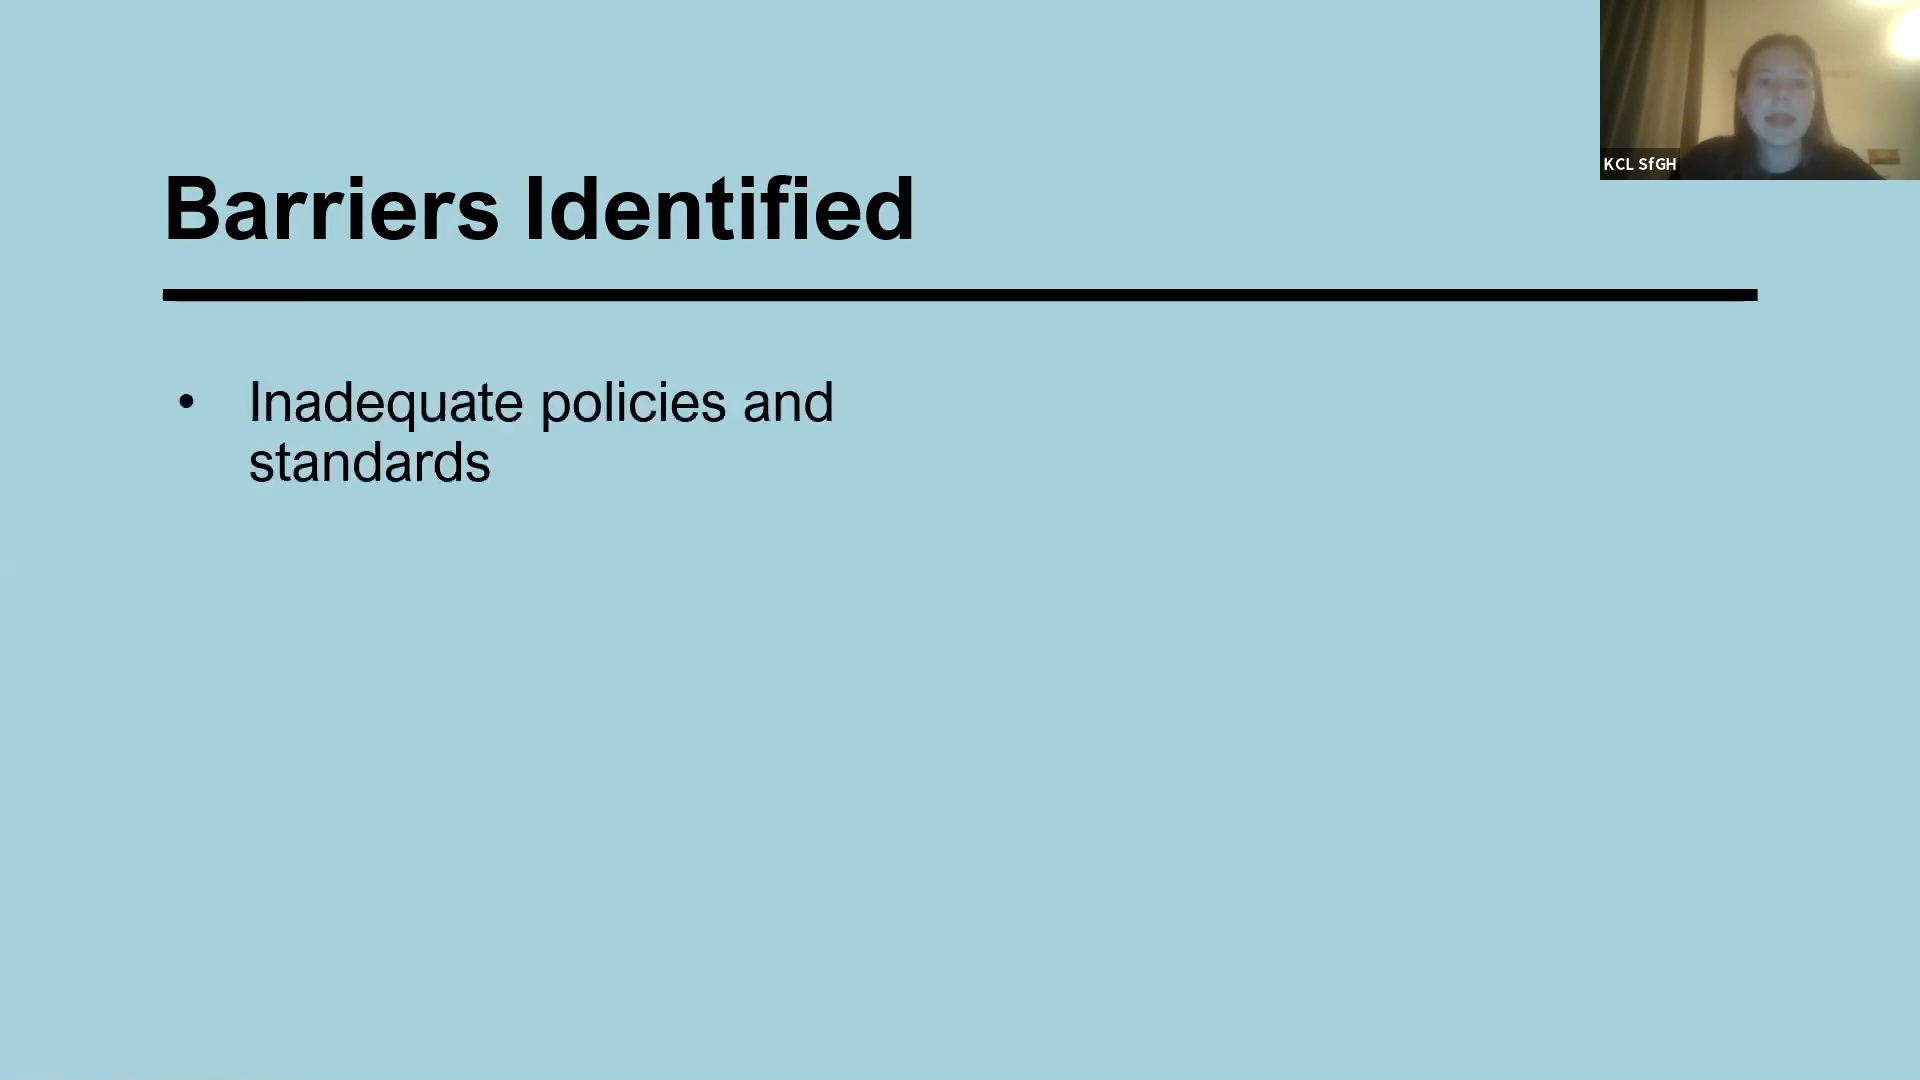 Barriers Identified
• Inadequate policies and
standards
KCL SfGH